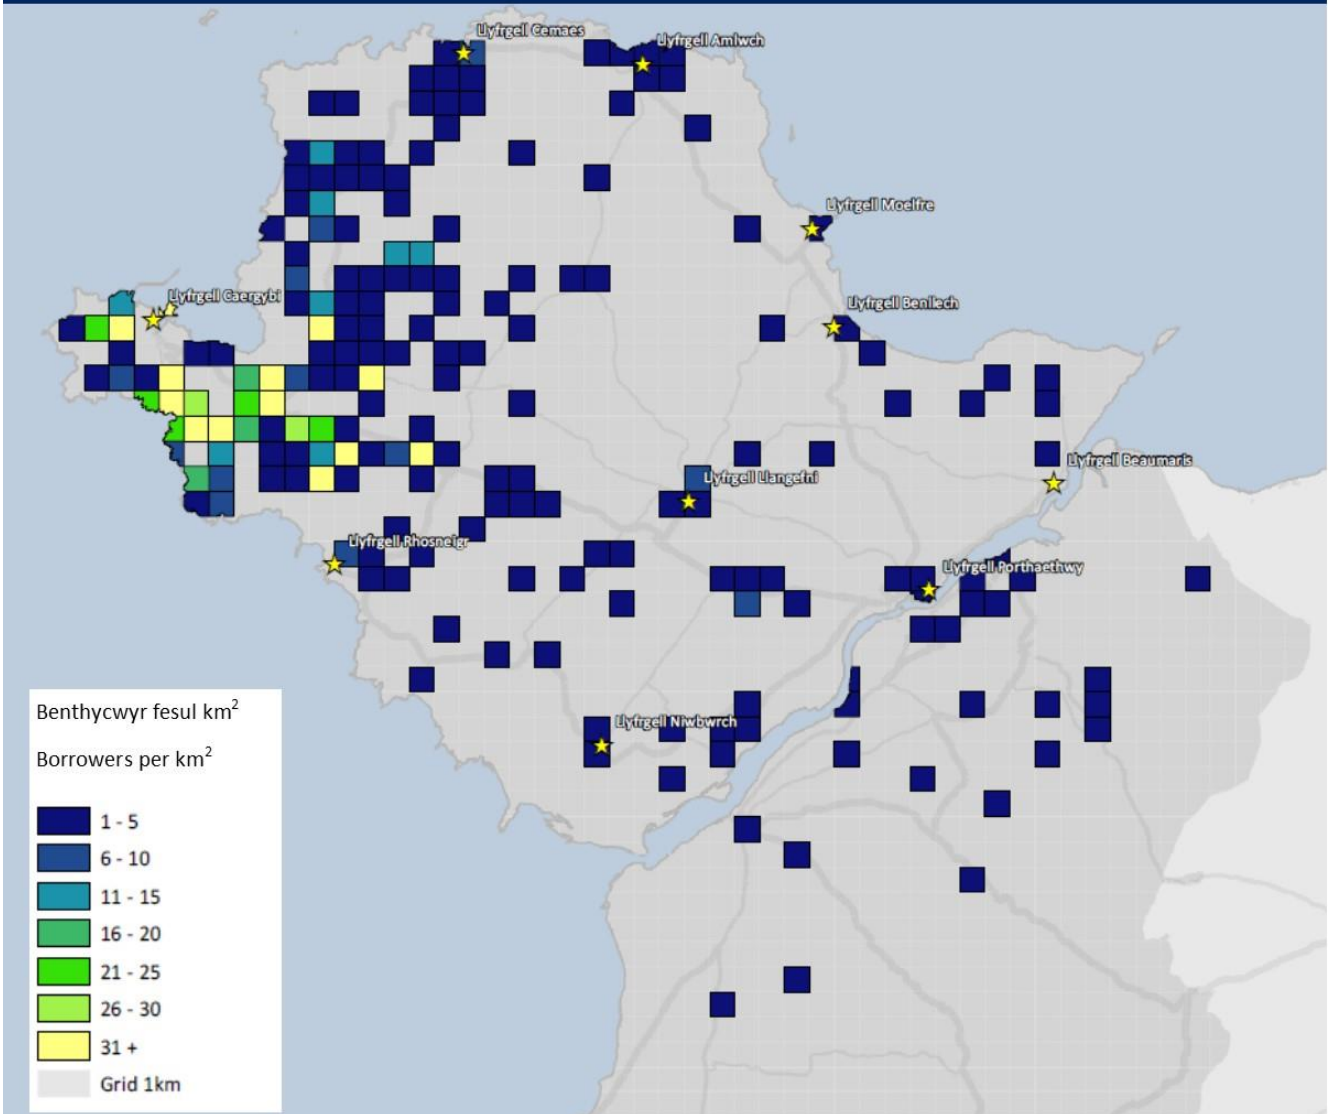 Llyfrgell Cemaes
Llyfrgell Amlwch
Llyfrgell Moelfre
Llyfrgell Caergybi
Llyfrgell Benllech
Llyfrgell Beaumaris
Llyfrgell Llangefni
Llyfrgell Rhosneigr
Llyfrgell Porthaethwy
Llyfrgell Niwbwrch
Benthycwyr fesul km²
Borrowers per km²
1 - 5
6 - 10
11 - 15
16 - 20
21 - 25
26 - 30
31 +
Grid 1km